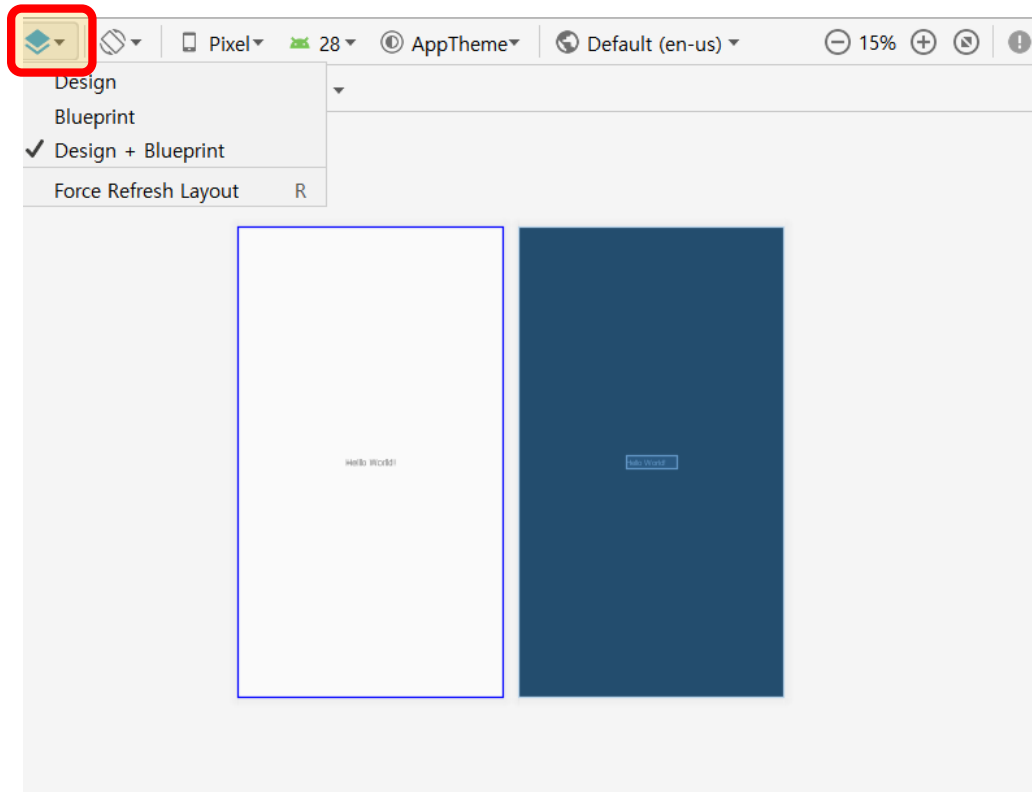 Pixel 28 AppTheme Default (en-us) 15%
Design
Blueprint
Design + Blueprint
Force Refresh Layout R
Hello World!
Hello World!